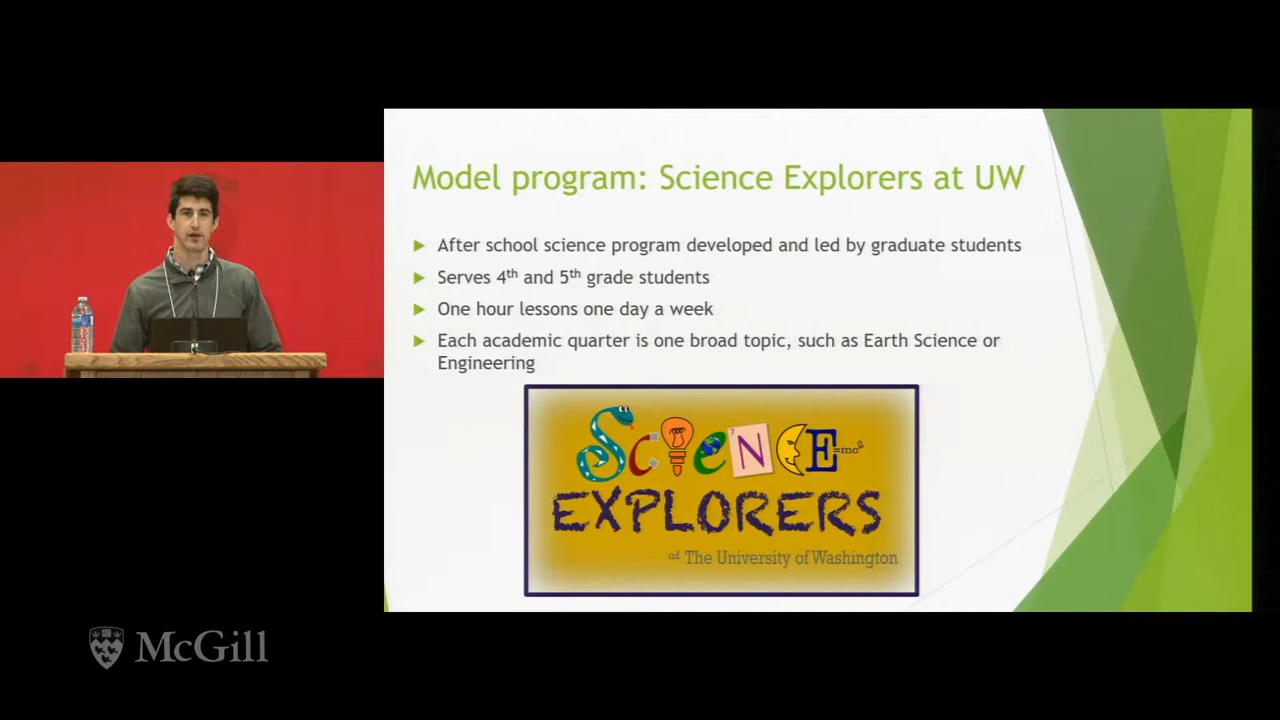 Model program: Science Explorers at UW
After school science program developed and led by graduate students
Serves 4th and 5th grade students
One hour lessons one day a week
Each academic quarter is one broad topic, such as Earth Science or
Engineering
7
SCIENCE=mc²
EXPLORERS
at The University of Washington
McGill